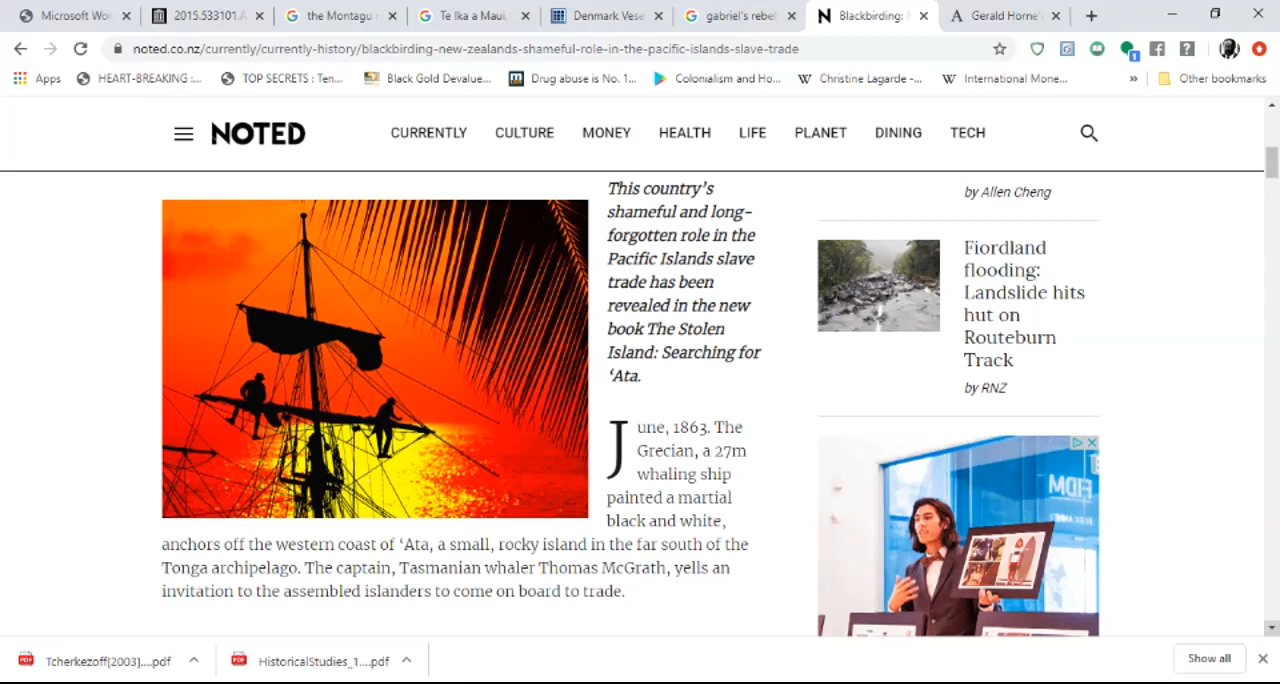 Microsoft Wo
2015.533101.
the Montagu
Te Ika a Maui,
Denmark Vese
gabriel's rebel
Blackbirding:
Gerald Horne's
noted.co.nz/currently/currently-history/blackbirding-new-zealands-shameful-role-in-the-pacific-islands-slave-trade
1
Apps
HEART-BREAKING :...
TOP SECRETS : Ten...
Black Gold Devalue...
Drug abuse is No. 1...
Colonialism and Ho...
Christine Lagarde -...
International Mone...
»
Other bookmarks
NOTED
CURRENTLY
CULTURE
MONEY
HEALTH
LIFE
PLANET
DINING
TECH
This country's
shameful and long-
forgotten role in the
Pacific Islands slave
trade has been
revealed in the new
book The Stolen
Island: Searching for
‘Ata.
June, 1863. The
Grecian, a 27m
whaling ship
painted a martial
black and white,
anchors off the western coast of ‘Ata, a small, rocky island in the far south of the
Tonga archipelago. The captain, Tasmanian whaler Thomas McGrath, yells an
invitation to the assembled islanders to come on board to trade.
by Allen Cheng
Fiordland
flooding:
Landslide hits
hut on
Routeburn
Track
by RNZ
FIDM
Tcherkezoff[2003]....pdf
HistoricalStudies_1....pdf
Show all